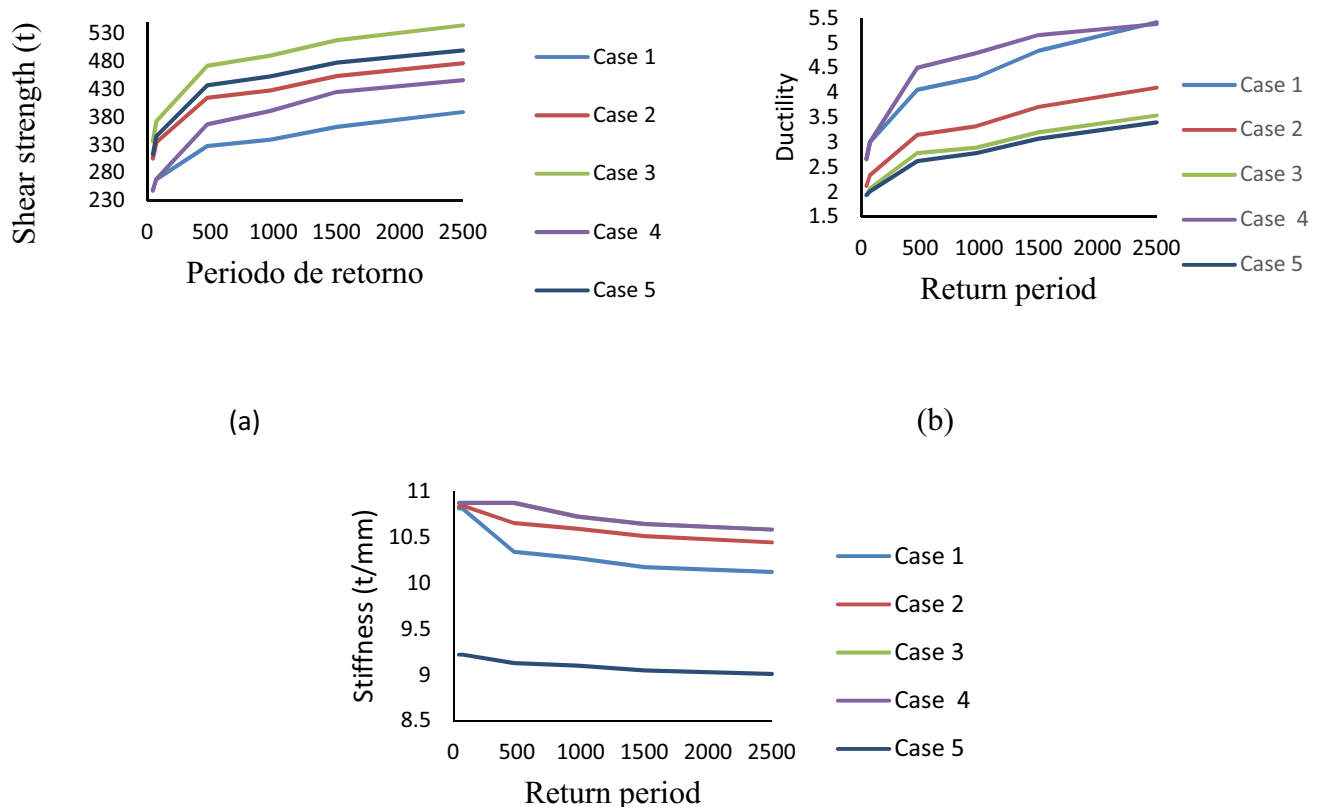 Shear strength (t)
530
480
430
380
330
280
230
0 500 1000 1500 2000 2500
Periodo de retorno
Case 1
Case 2
Case 3
Case 4
Case 5
(a)
Ductility
5.5
5
4.5
4
3.5
3
2.5
2
1.5
0 500 1000 1500 2000 2500
Return period
Case 1
Case 2
Case 3
Case 4
Case 5
(b)
Stiffness (t/mm)
11
10.5
10
9.5
9
8.5
0 500 1000 1500 2000 2500
Return period
Case 1
Case 2
Case 3
Case 4
Case 5